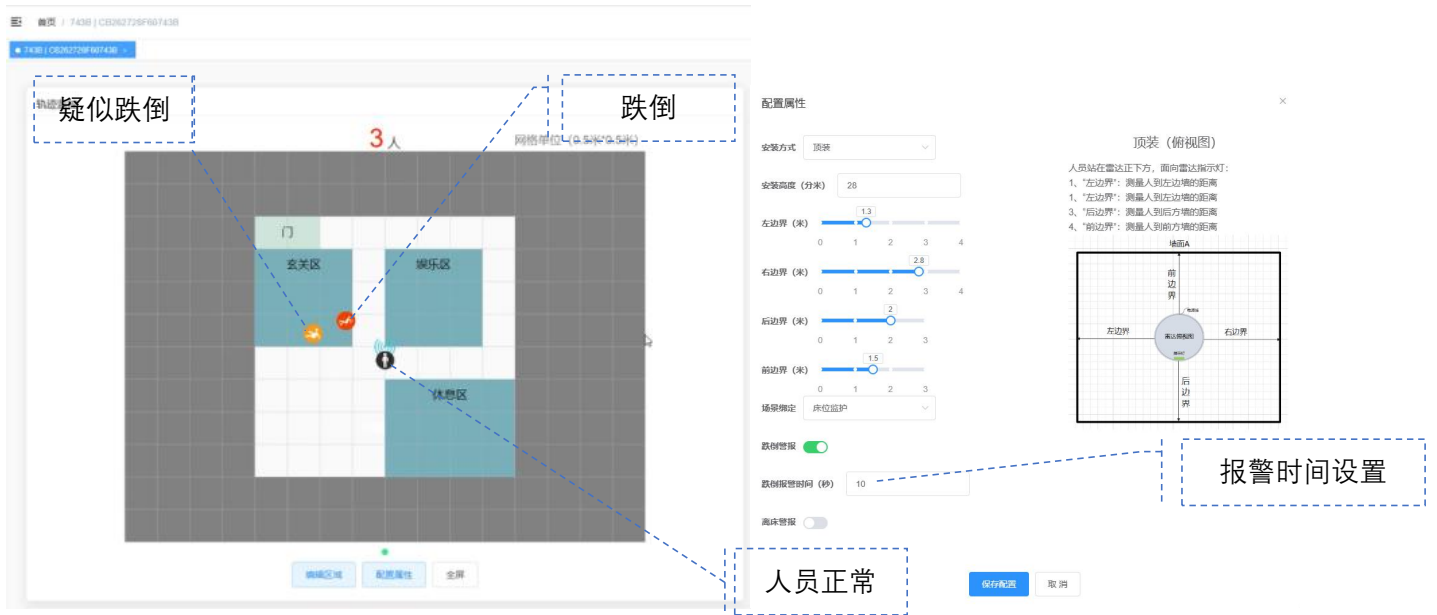 首页 / 743B | CB262728F60743B
743B | CB262728F60743B ×
疑似跌倒
跌倒
3人
网格单位 (0.5米*0.5米)
门
玄关区
娱乐区
休息区
编辑区域
配置属性
全屏
人员正常
配置属性
安装方式 顶装
安装高度（分米） 28
左边界（米）
1.3
0 1 2 3 4
右边界（米）
2.8
0 1 2 3 4
后边界（米）
2
0 1 2 3
前边界（米）
1.5
0 1 2 3
场景绑定 床位监护
跌倒警报
跌倒报警时间（秒） 10
离床警报
顶装（俯视图）
人员站在雷达正下方，面向雷达指示灯：
1、"左边界"：测量人到左边墙的距离
1、"右边界"：测量人到左边墙的距离
3、"后边界"：测量人到后方墙的距离
4、"前边界"：测量人到前方墙的距离
墙面A
前边界
左边界
雷达俯视图
右边界
指示灯
后边界
报警时间设置
保存配置
取消